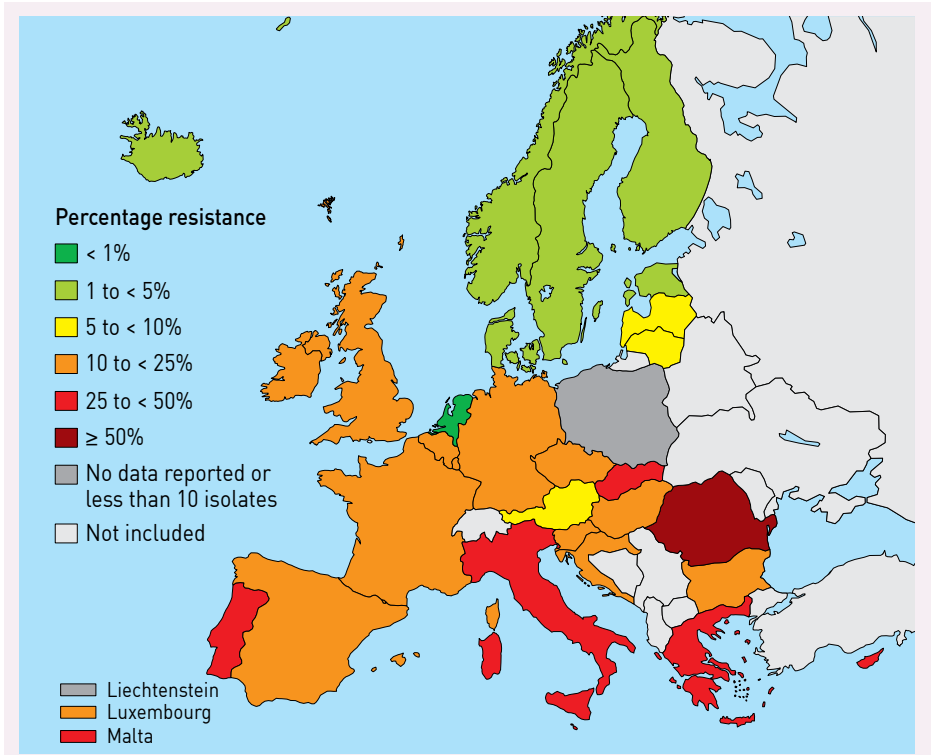 Percentage resistance
< 1%
1 to < 5%
5 to < 10%
10 to < 25%
25 to < 50%
≥ 50%
No data reported or
less than 10 isolates
Not included
Liechtenstein
Luxembourg
Malta